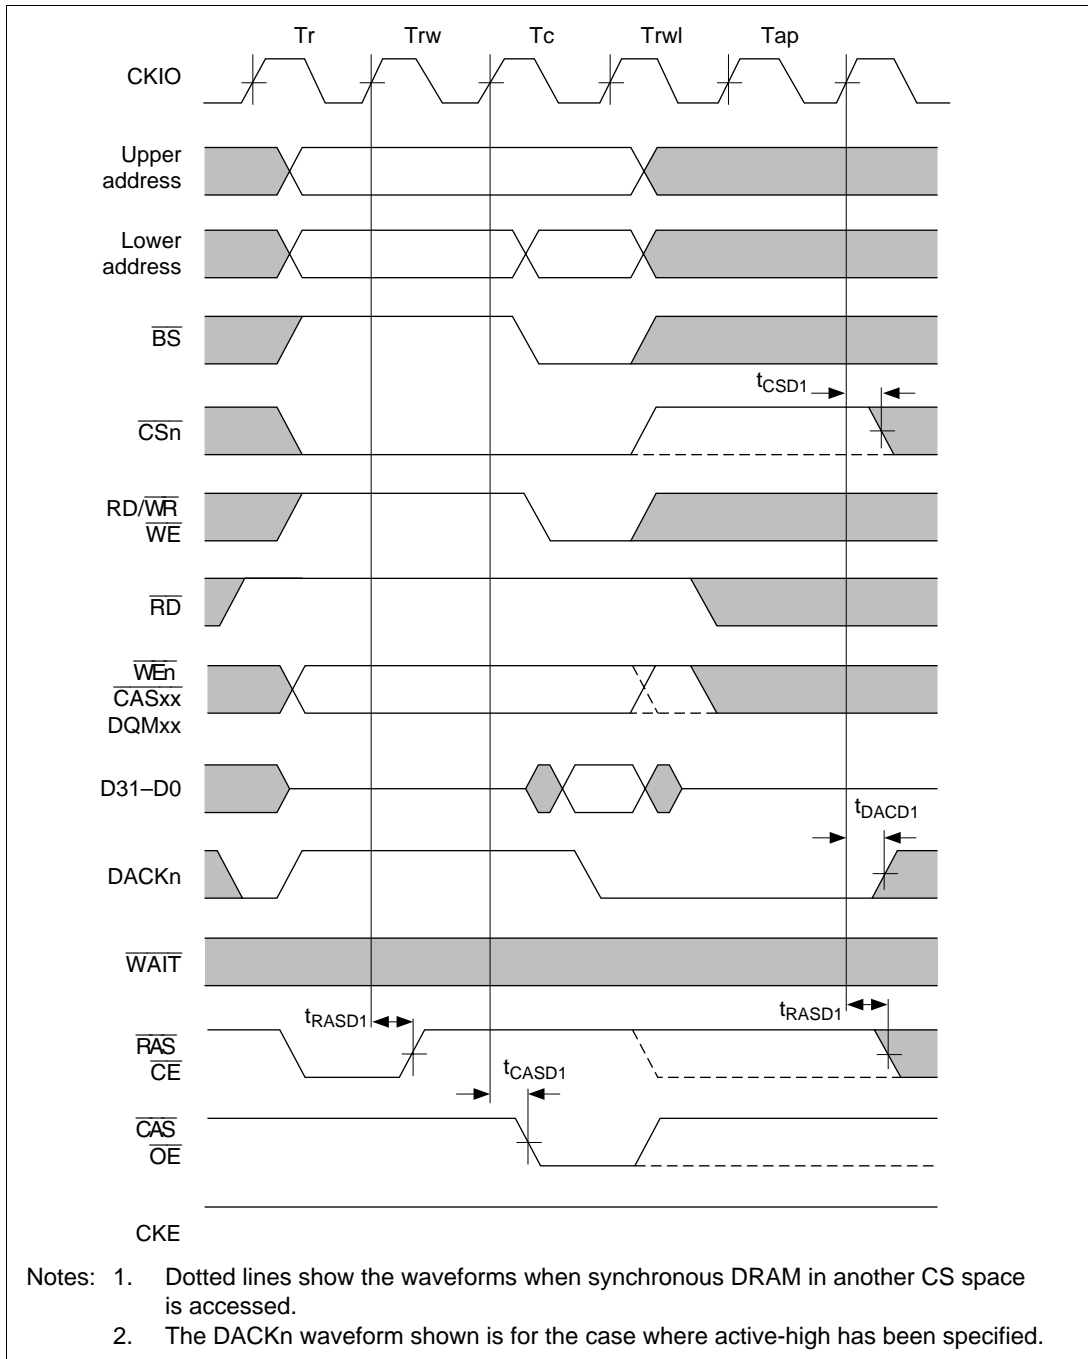 Tr Trw Tc Trwl Tap
CKIO
Upper
address
Lower
address
BS
tCSD1
CSn
RD/WR
WE
RD
WEn
CASxx
DQMxx
D31–D0
tDACD1
DACKn
WAIT
tRASD1 tRASD1
RAS
CE
tCASD1
CAS
OE
CKE
Notes: 1. Dotted lines show the waveforms when synchronous DRAM in another CS space
is accessed.
2. The DACKn waveform shown is for the case where active-high has been specified.